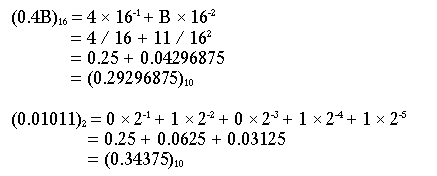 (0.4B)₁₆ = 4 × 16⁻¹ + B × 16⁻²
= 4 / 16 + 11 / 16²
= 0.25 + 0.04296875
= (0.29296875)₁₀
(0.01011)₂ = 0 × 2⁻¹ + 1 × 2⁻² + 0 × 2⁻³ + 1 × 2⁻⁴ + 1 × 2⁻⁵
= 0.25 + 0.0625 + 0.03125
= (0.34375)₁₀